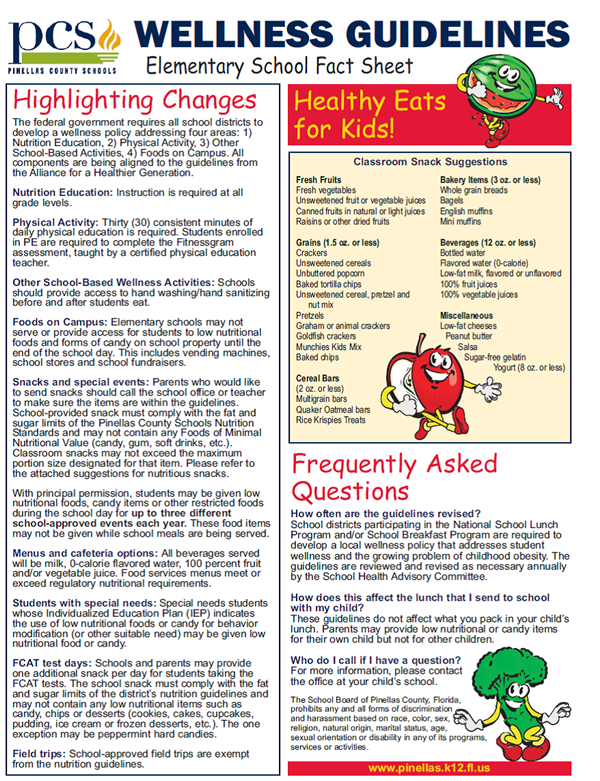 pcs
PINELLAS COUNTY SCHOOLS
WELLNESS GUIDELINES
Elementary School Fact Sheet
Highlighting Changes
The federal government requires all school districts to
develop a wellness policy addressing four areas: 1)
Nutrition Education, 2) Physical Activity, 3) Other
School-Based Activities, 4) Foods on Campus. All
components are being aligned to the guidelines from
the Alliance for a Healthier Generation.
Nutrition Education: Instruction is required at all
grade levels.
Physical Activity: Thirty (30) consistent minutes of
daily physical education is required. Students enrolled
in PE are required to complete the Fitnessgram
assessment, taught by a certified physical education
teacher.
Other School-Based Wellness Activities: Schools
should provide access to hand washing/hand sanitizing
before and after students eat.
Foods on Campus: Elementary schools may not
serve or provide access for students to low nutritional
foods and forms of candy on school property until the
end of the school day. This includes vending machines,
school stores and school fundraisers.
Snacks and special events: Parents who would like
to send snacks should call the school office or teacher
to make sure the items are within the guidelines.
School-provided snack must comply with the fat and
sugar limits of the Pinellas County Schools Nutrition
Standards and may not contain any Foods of Minimal
Nutritional Value (candy, gum, soft drinks, etc.).
Classroom snacks may not exceed the maximum
portion size designated for that item. Please refer to
the attached suggestions for nutritious snacks.
With principal permission, students may be given low
nutritional foods, candy items or other restricted foods
during the school day for up to three different
school-approved events each year. These food items
may not be given while school meals are being served.
Menus and cafeteria options: All beverages served
will be milk, 0-calorie flavored water, 100 percent fruit
and/or vegetable juice. Food services menus meet or
exceed regulatory nutritional requirements.
Students with special needs: Special needs students
whose Individualized Education Plan (IEP) indicates
the use of low nutritional foods or candy for behavior
modification (or other suitable need) may be given low
nutritional food or candy.
FCAT test days: Schools and parents may provide
one additional snack per day for students taking the
FCAT tests. The school snack must comply with the fat
and sugar limits of the district's nutrition guidelines and
may not contain any low nutritional items such as
candy, chips or desserts (cookies, cakes, cupcakes,
pudding, ice cream or frozen desserts, etc.). The one
exception may be peppermint hard candies.
Field trips: School-approved field trips are exempt
from the nutrition guidelines.
Healthy Eats
for Kids!
Classroom Snack Suggestions
Fresh Fruits
Fresh vegetables
Unsweetened fruit or vegetable juices
Canned fruits in natural or light juices
Raisins or other dried fruits
Grains (1.5 oz. or less)
Crackers
Unsweetened cereals
Unbuttered popcorn
Baked tortilla chips
Unsweetened cereal, pretzel and
nut mix
Pretzels
Graham or animal crackers
Goldfish crackers
Munchies Kids Mix
Baked chips
Cereal Bars
(2 oz. or less)
Multigrain bars
Quaker Oatmeal bars
Rice Krispies Treats
Bakery Items (3 oz. or less)
Whole grain breads
Bagels
English muffins
Mini muffins
Beverages (12 oz. or less)
Bottled water
Flavored water (0-calorie)
Low-fat milk, flavored or unflavored
100% fruit juices
100% vegetable juices
Miscellaneous
Low-fat cheeses
Peanut butter
Salsa
Sugar-free gelatin
Yogurt (8 oz. or less)
Frequently Asked
Questions
How often are the guidelines revised?
School districts participating in the National School Lunch
Program and/or School Breakfast Program are required to
develop a local wellness policy that addresses student
wellness and the growing problem of childhood obesity. The
guidelines are reviewed and revised as necessary annually
by the School Health Advisory Committee.
How does this affect the lunch that I send to school
with my child?
These guidelines do not affect what you pack in your child's
lunch. Parents may provide low nutritional or candy items
for their own child but not for other children.
Who do I call if I have a question?
For more information, please contact
the office at your child's school.
The School Board of Pinellas County, Florida,
prohibits any and all forms of discrimination
and harassment based on race, color, sex,
religion, natural origin, marital status, age,
sexual orientation or disability in any of its programs,
services or activities.
www.pinellas.k12.fl.us